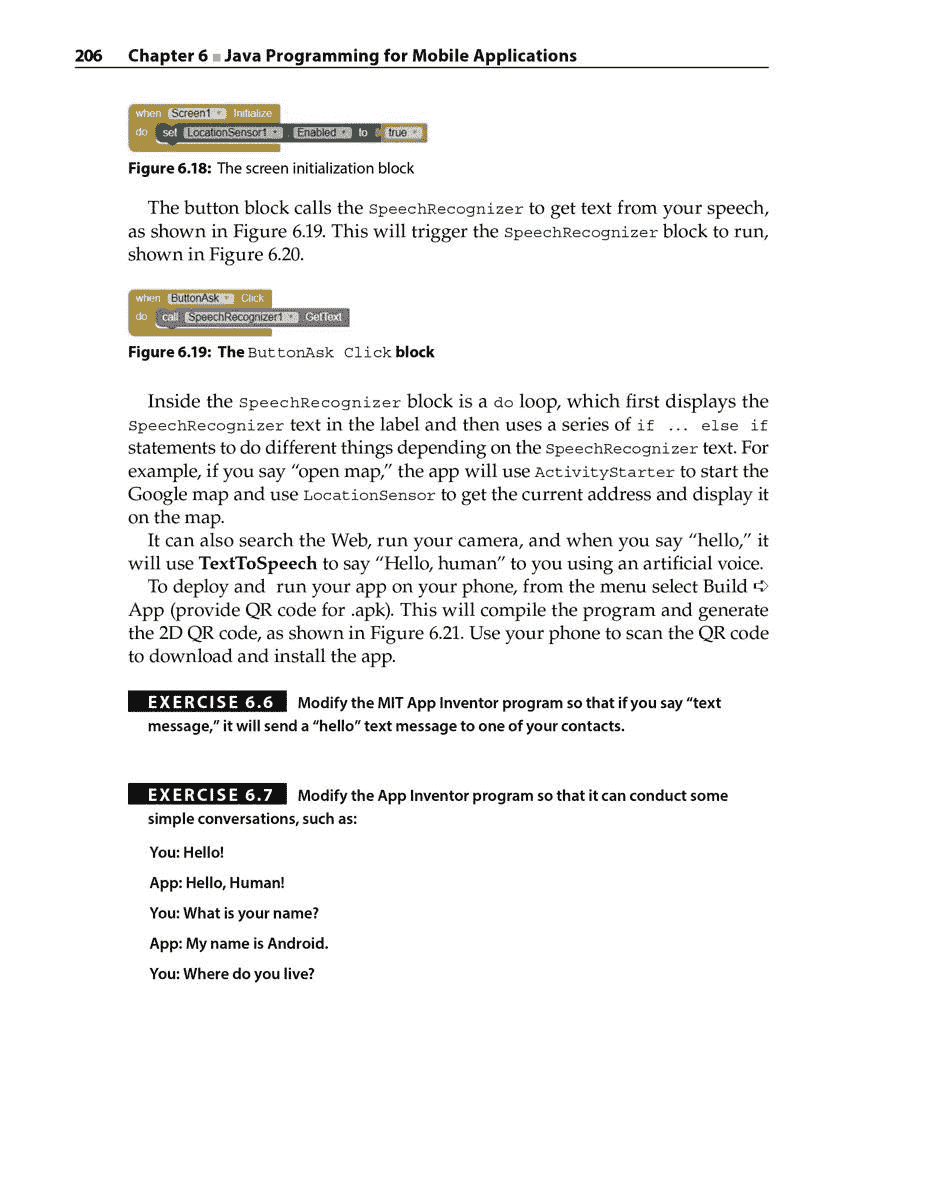 206 Chapter 6 ■ Java Programming for Mobile Applications
when Screen1 Initialize
do set LocationSensor1 . Enabled to true
Figure 6.18: The screen initialization block
The button block calls the SpeechRecognizer to get text from your speech,
as shown in Figure 6.19. This will trigger the SpeechRecognizer block to run,
shown in Figure 6.20.
when ButtonAsk Click
do call SpeechRecognizer1 .GetText
Figure 6.19: The ButtonAsk Click block
Inside the SpeechRecognizer block is a do loop, which first displays the
SpeechRecognizer text in the label and then uses a series of if ... else if
statements to do different things depending on the SpeechRecognizer text. For
example, if you say “open map,” the app will use ActivityStarter to start the
Google map and use LocationSensor to get the current address and display it
on the map.
It can also search the Web, run your camera, and when you say “hello,” it
will use TextToSpeech to say “Hello, human” to you using an artificial voice.
To deploy and run your app on your phone, from the menu select Build ➪
App (provide QR code for .apk). This will compile the program and generate
the 2D QR code, as shown in Figure 6.21. Use your phone to scan the QR code
to download and install the app.
EXERCISE 6.6 Modify the MIT App Inventor program so that if you say “text
message,” it will send a “hello” text message to one of your contacts.
EXERCISE 6.7 Modify the App Inventor program so that it can conduct some
simple conversations, such as:
You: Hello!
App: Hello, Human!
You: What is your name?
App: My name is Android.
You: Where do you live?